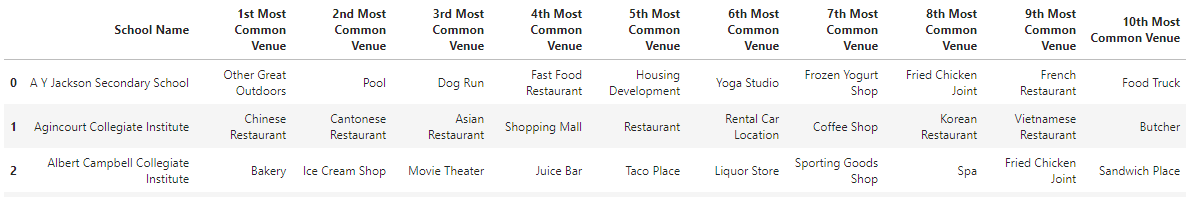 School Name 1st Most Common Venue 2nd Most Common Venue 3rd Most Common Venue 4th Most Common Venue 5th Most Common Venue 6th Most Common Venue 7th Most Common Venue 8th Most Common Venue 9th Most Common Venue 10th Most Common Venue
0 A Y Jackson Secondary School Other Great Outdoors Pool Dog Run Fast Food Restaurant Housing Development Yoga Studio Frozen Yogurt Shop Fried Chicken Joint French Restaurant Food Truck
1 Agincourt Collegiate Institute Chinese Restaurant Cantonese Restaurant Asian Restaurant Shopping Mall Restaurant Rental Car Location Coffee Shop Korean Restaurant Vietnamese Restaurant Butcher
2 Albert Campbell Collegiate Institute Bakery Ice Cream Shop Movie Theater Juice Bar Taco Place Liquor Store Sporting Goods Shop Spa Fried Chicken Joint Sandwich Place